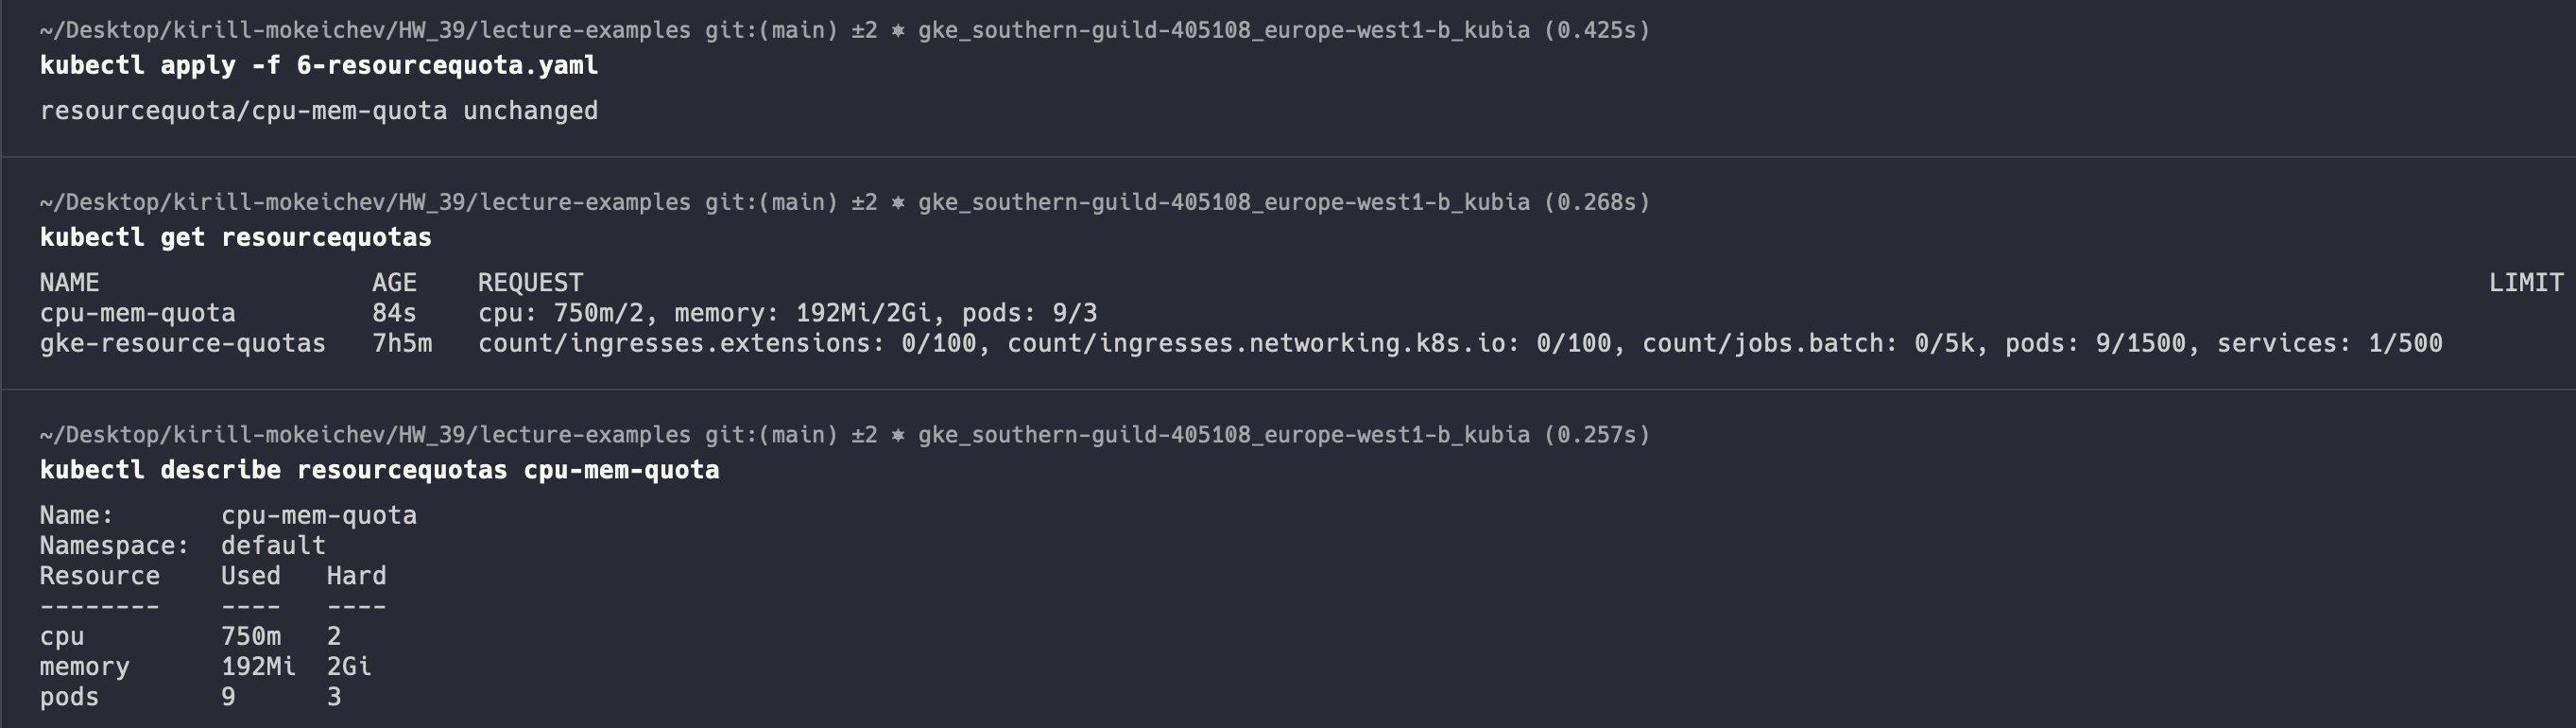 ~/Desktop/kirill-mokeichev/HW_39/lecture-examples git:(main) ±2 ⎈ gke_southern-guild-405108_europe-west1-b_kubia (0.425s)
kubectl apply -f 6-resourcequota.yaml
resourcequota/cpu-mem-quota unchanged
~/Desktop/kirill-mokeichev/HW_39/lecture-examples git:(main) ±2 ⎈ gke_southern-guild-405108_europe-west1-b_kubia (0.268s)
kubectl get resourcequotas
NAME                  AGE    REQUEST                                                                                                                              LIMIT
cpu-mem-quota         84s    cpu: 750m/2, memory: 192Mi/2Gi, pods: 9/3
gke-resource-quotas   7h5m   count/ingresses.extensions: 0/100, count/ingresses.networking.k8s.io: 0/100, count/jobs.batch: 0/5k, pods: 9/1500, services: 1/500
~/Desktop/kirill-mokeichev/HW_39/lecture-examples git:(main) ±2 ⎈ gke_southern-guild-405108_europe-west1-b_kubia (0.257s)
kubectl describe resourcequotas cpu-mem-quota
Name:       cpu-mem-quota
Namespace:  default
Resource    Used   Hard
--------    ----   ----
cpu         750m   2
memory      192Mi  2Gi
pods        9      3